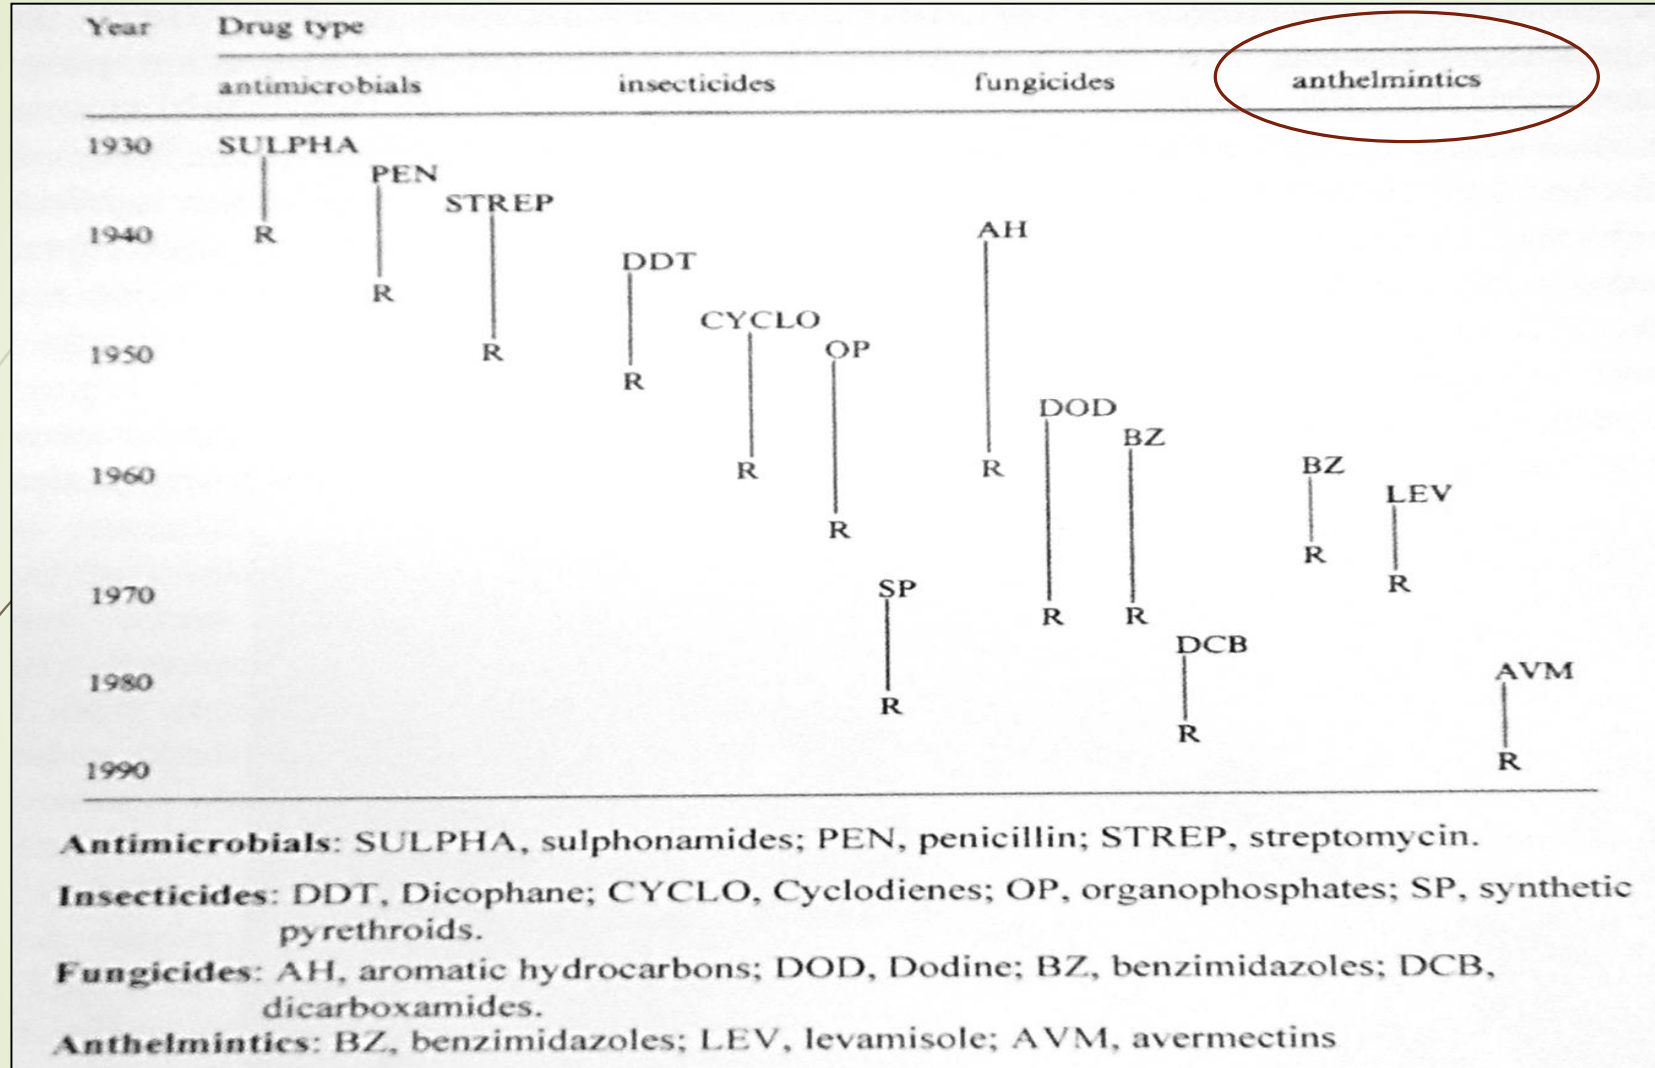 Year Drug type
antimicrobials insecticides fungicides anthelmintics
1930 SULPHA
PEN
STREP
1940 R AH
DDT
R
CYCLO
1950 R OP
R
DOD
BZ
1960 R R BZ
LEV
R
R
1970 SP R
R R
DCB
1980 AVM
R
R
1990 R
Antimicrobials: SULPHA, sulphonamides; PEN, penicillin; STREP, streptomycin.
Insecticides: DDT, Dicophane; CYCLO, Cyclodienes; OP, organophosphates; SP, synthetic
pyrethroids.
Fungicides: AH, aromatic hydrocarbons; DOD, Dodine; BZ, benzimidazoles; DCB,
dicarboxamides.
Anthelmintics: BZ, benzimidazoles; LEV, levamisole; AVM, avermectins